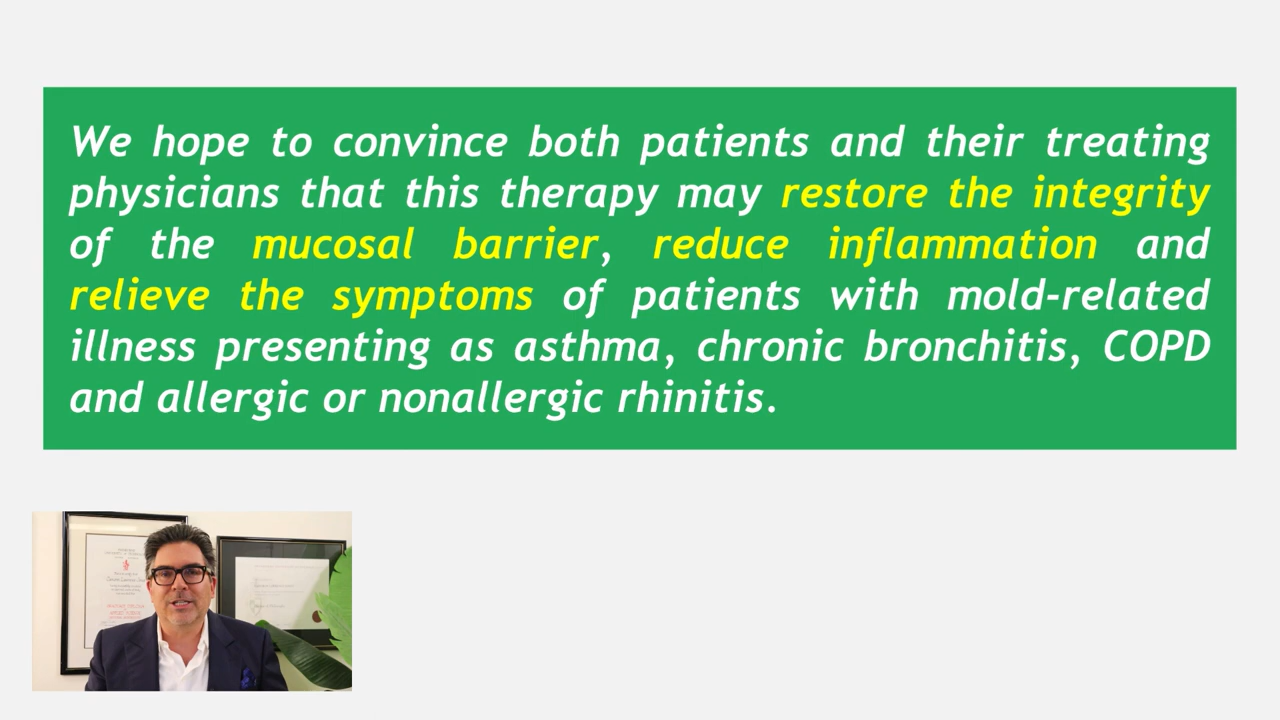 We hope to convince both patients and their treating
physicians that this therapy may restore the integrity
of the mucosal barrier, reduce inflammation and
relieve the symptoms of patients with mold-related
illness presenting as asthma, chronic bronchitis, COPD
and allergic or nonallergic rhinitis.